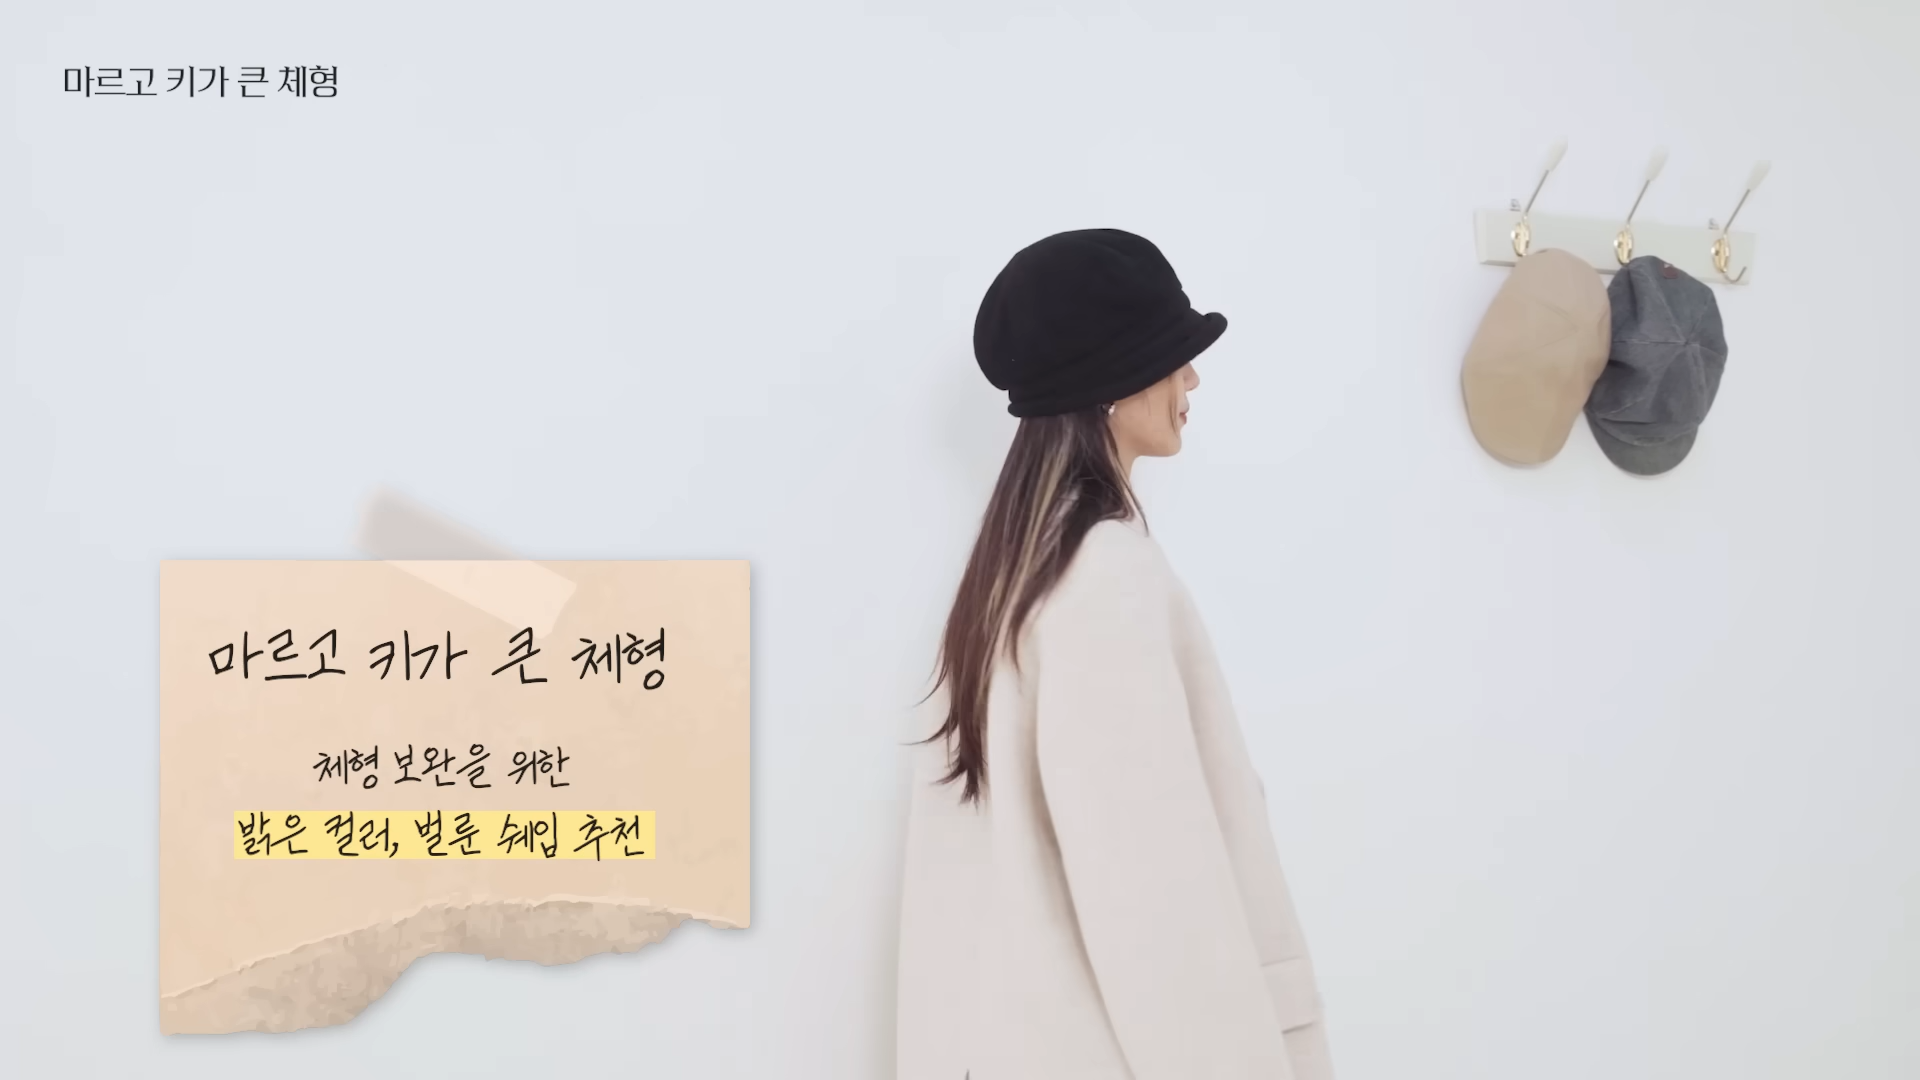 마르고 키가 큰 체형
마르고 키가 큰 체형
체형 보완을 위한
밝은 컬러, 벌룬 쉐입 추천